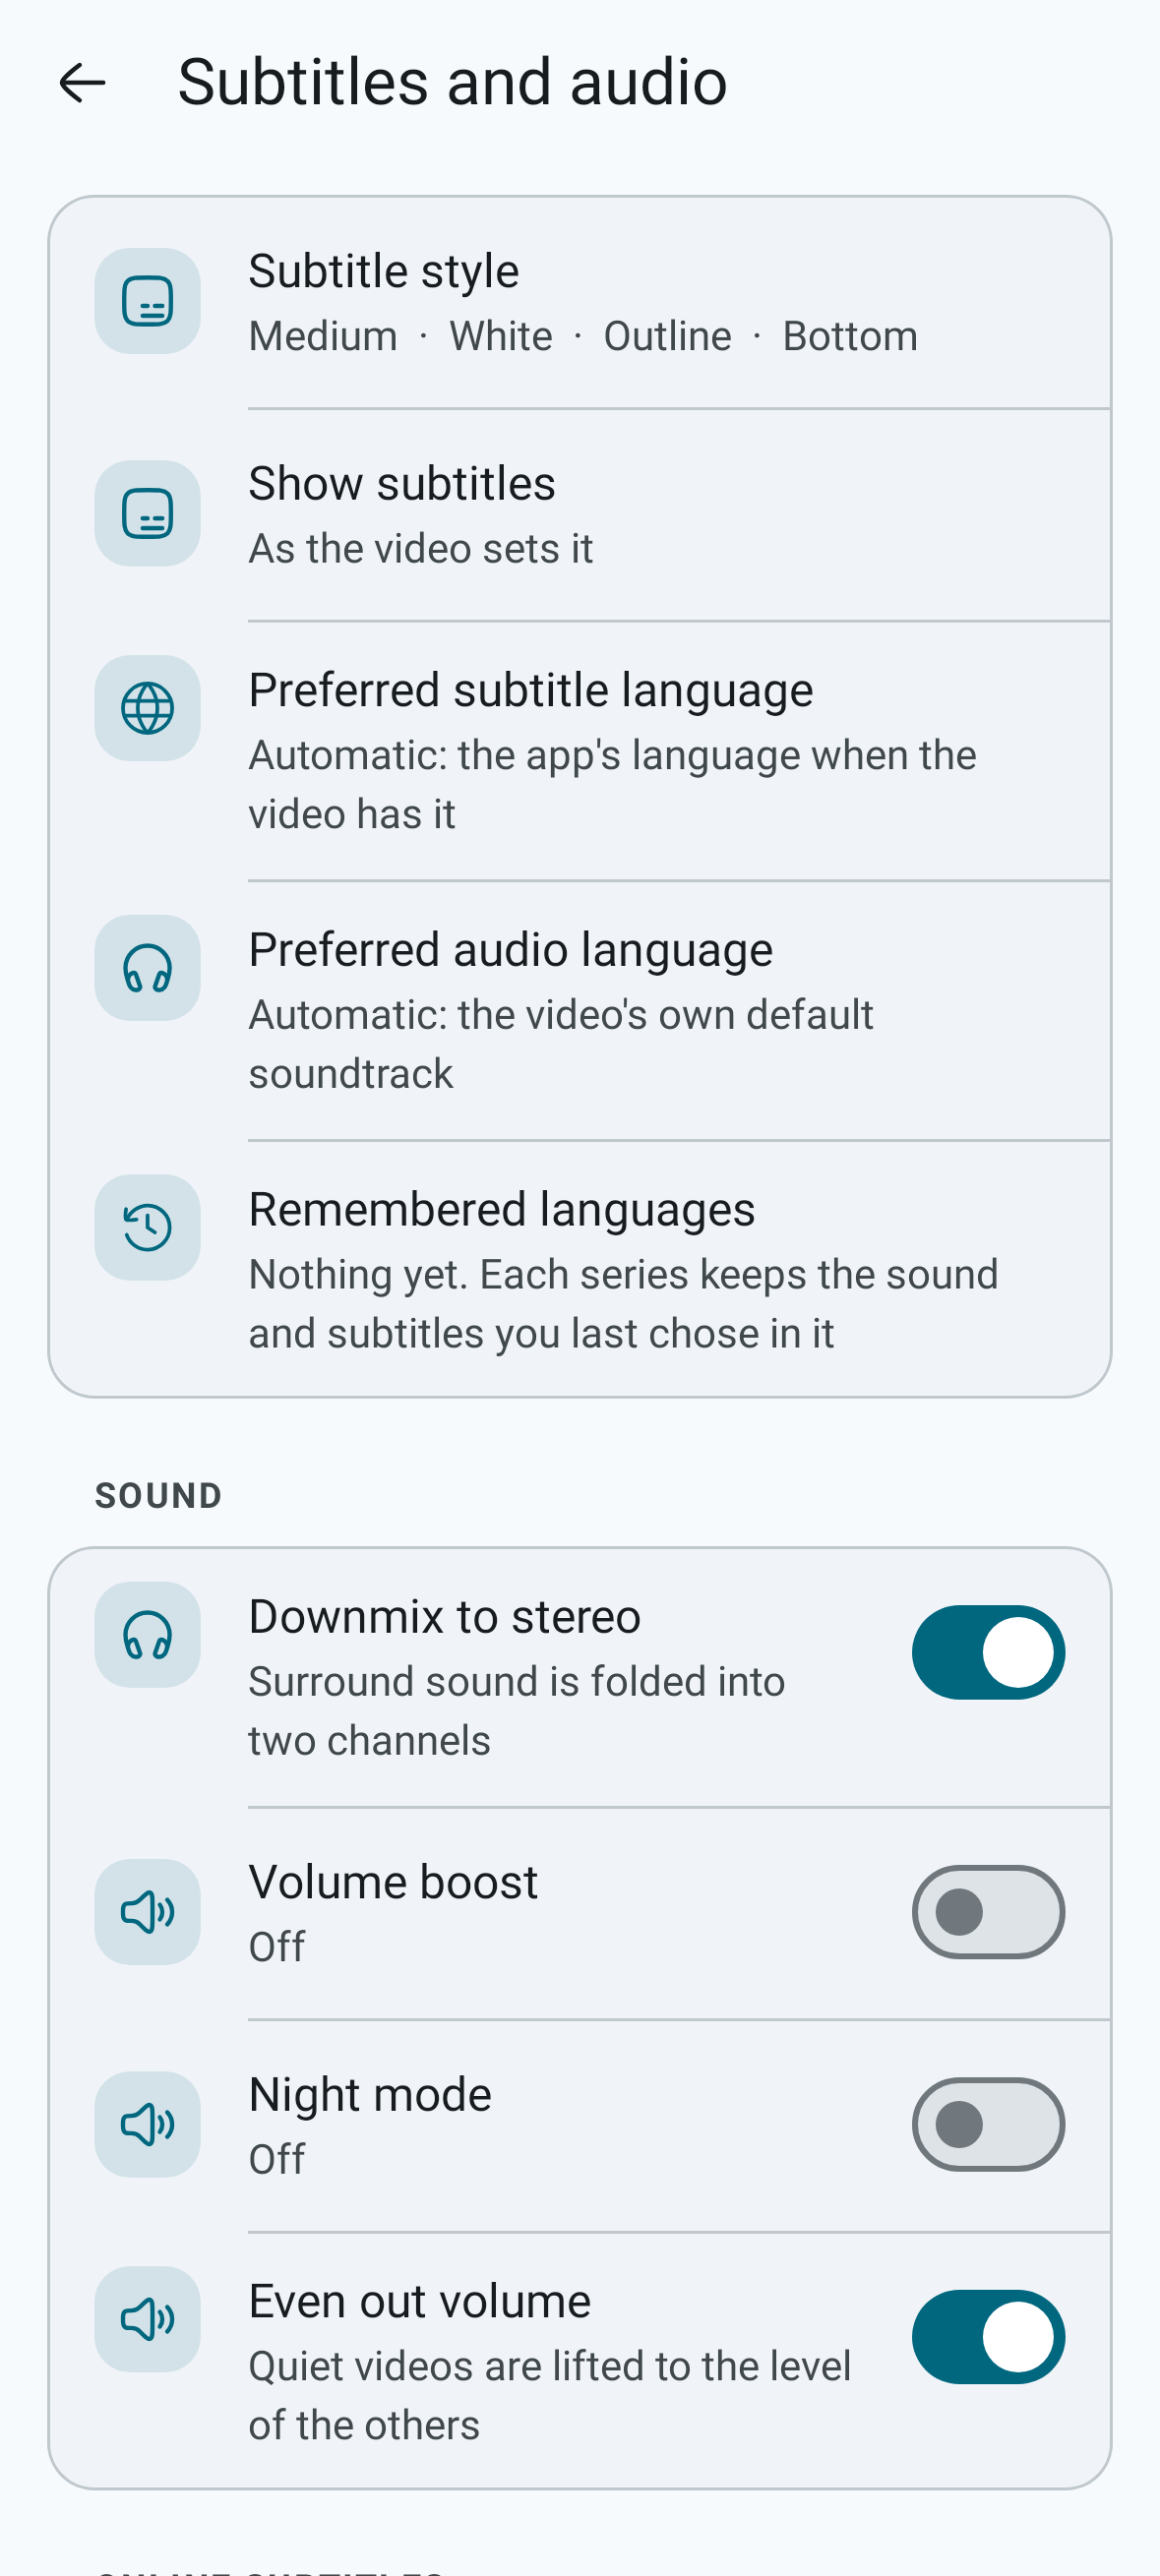 Subtitles and audio
Subtitle style
Medium · White · Outline · Bottom
Show subtitles
As the video sets it
Preferred subtitle language
Automatic: the app's language when the
video has it
Preferred audio language
Automatic: the video's own default
soundtrack
Remembered languages
Nothing yet. Each series keeps the sound
and subtitles you last chose in it
SOUND
Downmix to stereo
Surround sound is folded into
two channels
Volume boost
Off
Night mode
Off
Even out volume
Quiet videos are lifted to the level
of the others